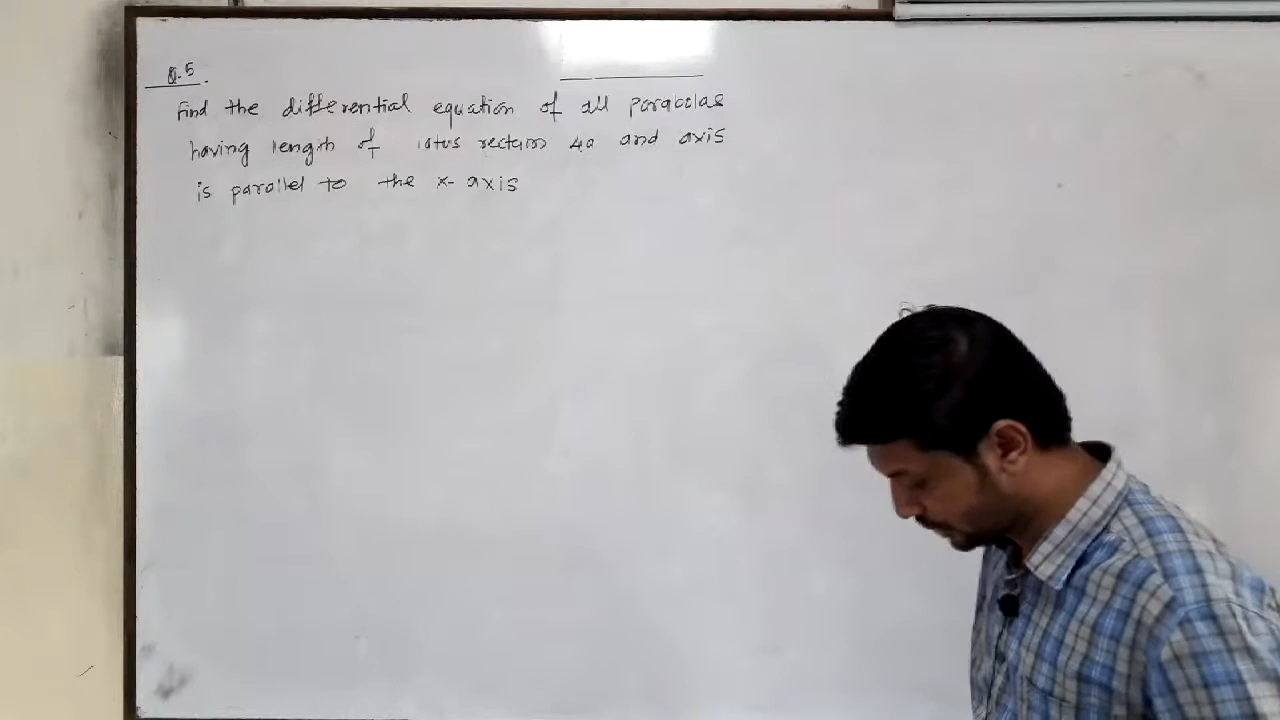 Q.5
Find the differential equation of all parabolas
having length of latus rectum 4a and axis
is parallel to the x-axis